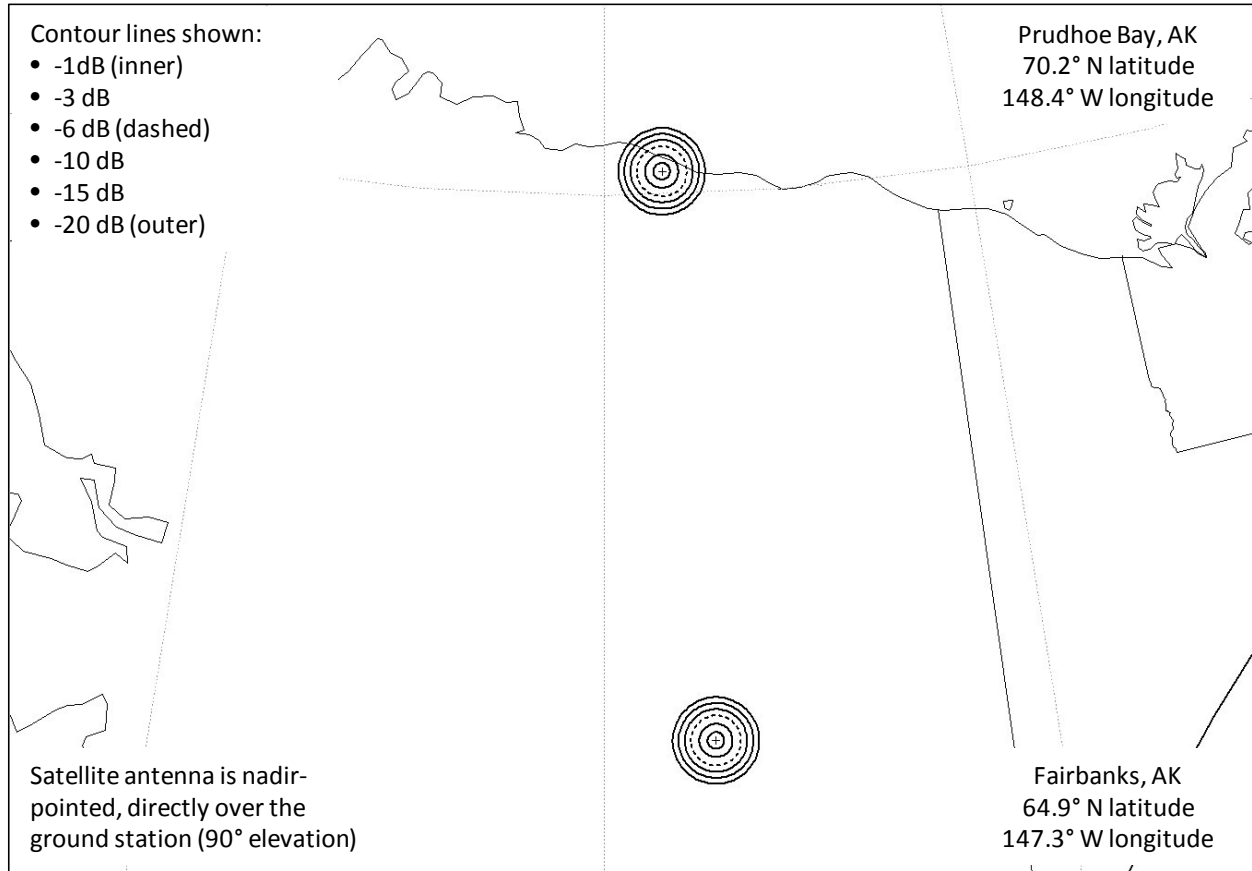 Contour lines shown:
• -1dB (inner)
• -3 dB
• -6 dB (dashed)
• -10 dB
• -15 dB
• -20 dB (outer)
Prudhoe Bay, AK
70.2° N latitude
148.4° W longitude
Satellite antenna is nadir-
pointed, directly over the
ground station (90° elevation)
Fairbanks, AK
64.9° N latitude
147.3° W longitude